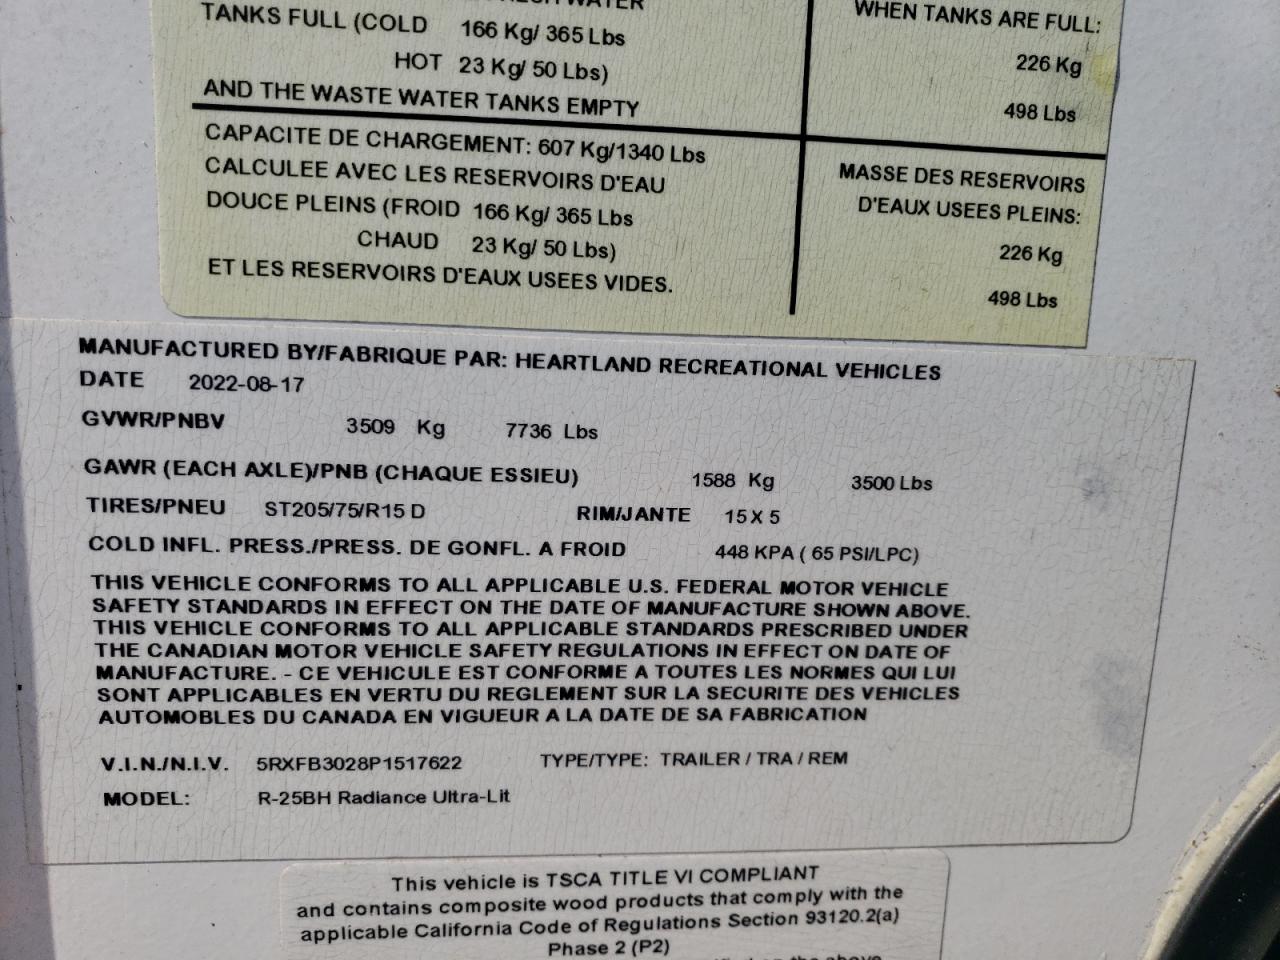 FRESH WATER
TANKS FULL (COLD 166 Kg/ 365 Lbs
HOT 23 Kg/ 50 Lbs)
AND THE WASTE WATER TANKS EMPTY
WHEN TANKS ARE FULL:
226 Kg
498 Lbs
CAPACITE DE CHARGEMENT: 607 Kg/1340 Lbs
CALCULEE AVEC LES RESERVOIRS D'EAU
DOUCE PLEINS (FROID 166 Kg/ 365 Lbs
CHAUD 23 Kg/ 50 Lbs)
ET LES RESERVOIRS D'EAUX USEES VIDES.
MASSE DES RESERVOIRS
D'EAUX USEES PLEINS:
226 Kg
498 Lbs
MANUFACTURED BY/FABRIQUE PAR: HEARTLAND RECREATIONAL VEHICLES
DATE 2022-08-17
GVWR/PNBV 3509 Kg 7736 Lbs
GAWR (EACH AXLE)/PNB (CHAQUE ESSIEU) 1588 Kg 3500 Lbs
TIRES/PNEU ST205/75/R15 D RIM/JANTE 15 X 5
COLD INFL. PRESS./PRESS. DE GONFL. A FROID 448 KPA ( 65 PSI/LPC)
THIS VEHICLE CONFORMS TO ALL APPLICABLE U.S. FEDERAL MOTOR VEHICLE
SAFETY STANDARDS IN EFFECT ON THE DATE OF MANUFACTURE SHOWN ABOVE.
THIS VEHICLE CONFORMS TO ALL APPLICABLE STANDARDS PRESCRIBED UNDER
THE CANADIAN MOTOR VEHICLE SAFETY REGULATIONS IN EFFECT ON DATE OF
MANUFACTURE. - CE VEHICULE EST CONFORME A TOUTES LES NORMES QUI LUI
SONT APPLICABLES EN VERTU DU REGLEMENT SUR LA SECURITE DES VEHICLES
AUTOMOBLES DU CANADA EN VIGUEUR A LA DATE DE SA FABRICATION
V.I.N./N.I.V. 5RXFB3028P1517622 TYPE/TYPE: TRAILER / TRA / REM
MODEL: R-25BH Radiance Ultra-Lit
This vehicle is TSCA TITLE VI COMPLIANT
and contains composite wood products that comply with the
applicable California Code of Regulations Section 93120.2(a)
Phase 2 (P2)
on the above